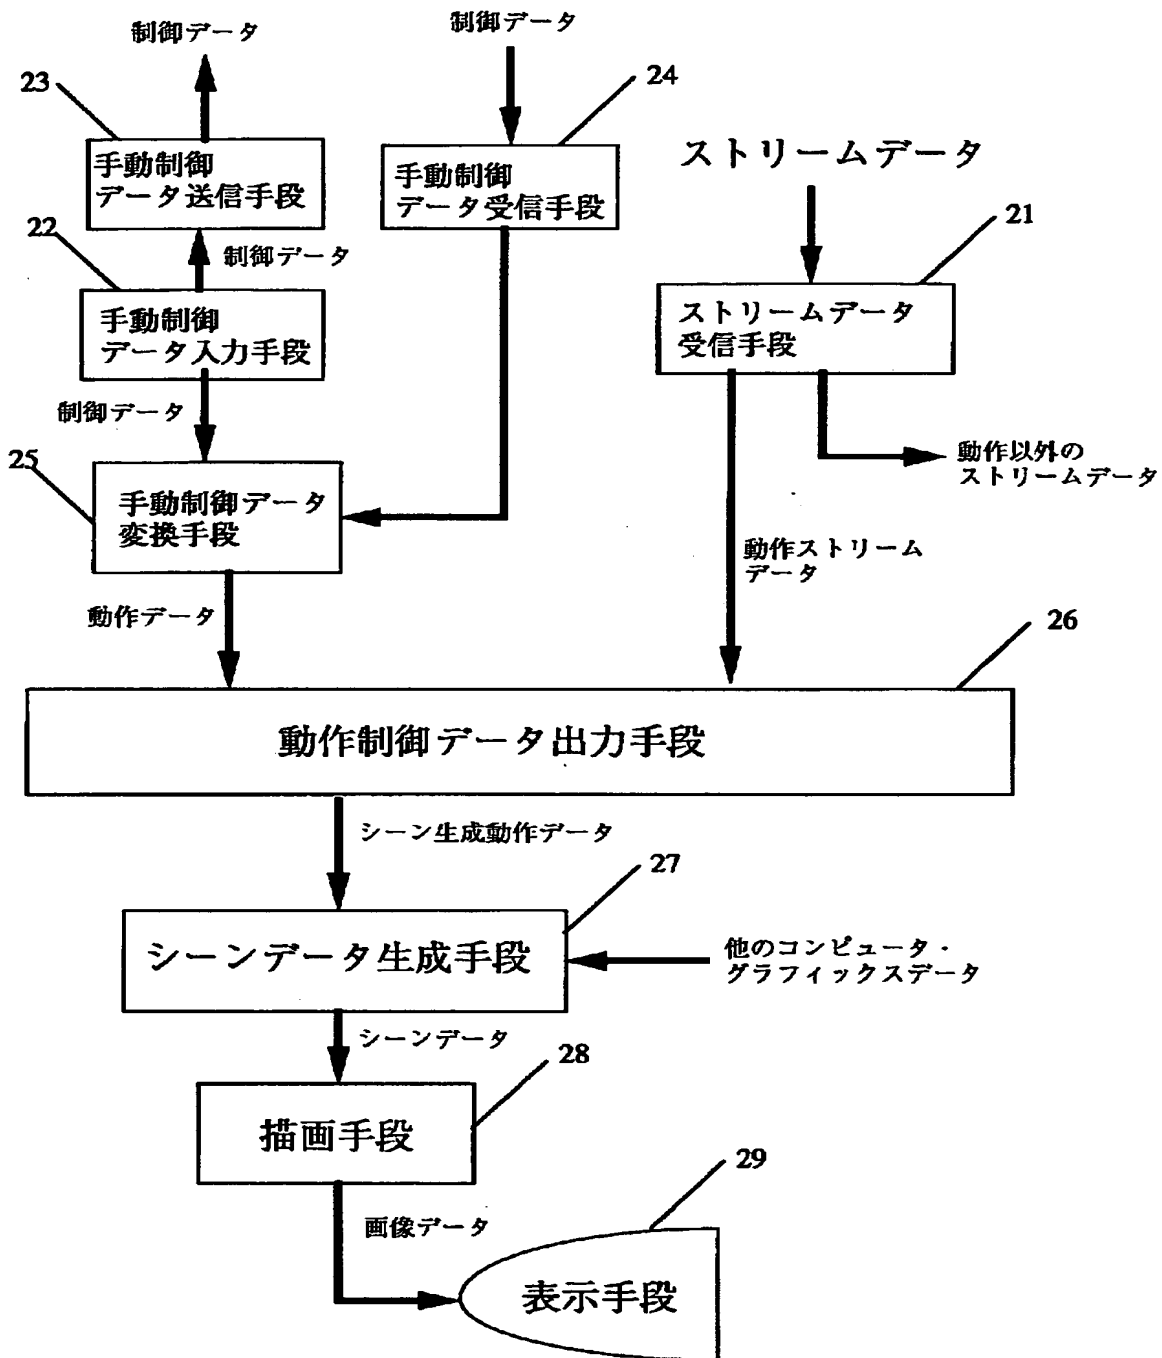 制御データ
制御データ
23
24
手動制御
データ送信手段
手動制御
データ受信手段
ストリームデータ
22
制御データ
21
手動制御
データ入力手段
ストリームデータ
受信手段
制御データ
動作以外の
ストリームデータ
25
手動制御データ
変換手段
動作ストリーム
データ
動作データ
26
動作制御データ出力手段
シーン生成動作データ
27
シーンデータ生成手段
他のコンピュータ・
グラフィックスデータ
シーンデータ
28
描画手段
29
画像データ
表示手段